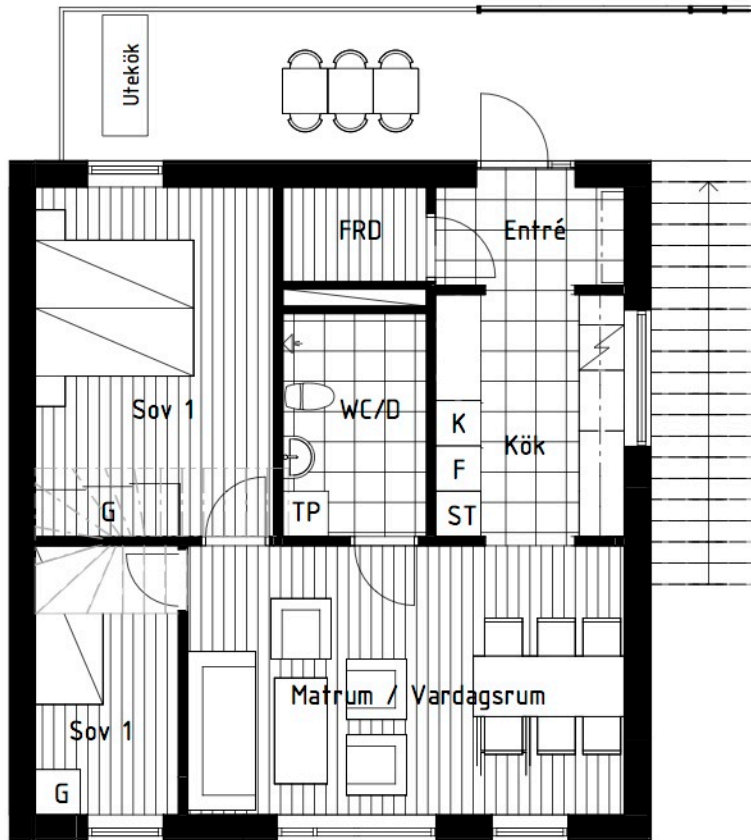 Utekök
FRD
Entré
Sov 1
WC/D
K
Kök
F
G
TP
ST
Matrum / Vardagsrum
Sov 1
G